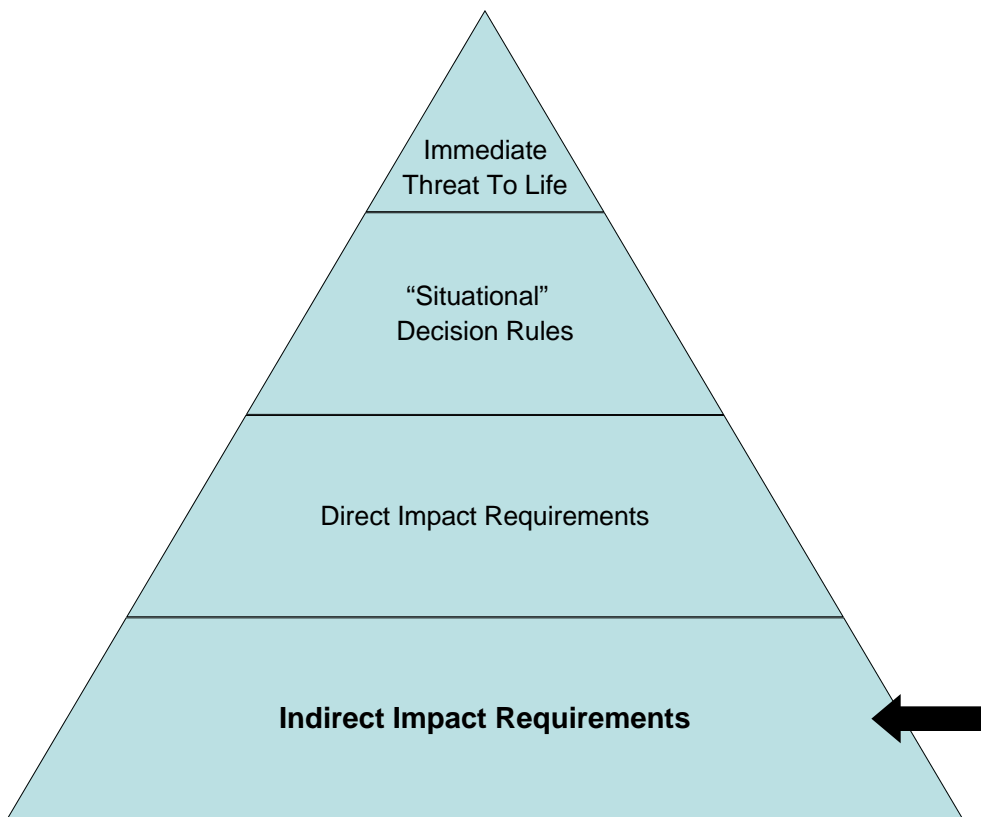 Immediate
Threat To Life
“Situational”
Decision Rules
Direct Impact Requirements
Indirect Impact Requirements